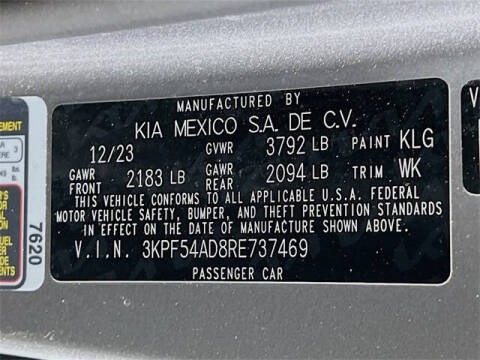 MANUFACTURED BY
KIA MEXICO S.A. DE C.V.
12/23 GVWR 3792 LB PAINT KLG
GAWR FRONT 2183 LB GAWR REAR 2094 LB TRIM WK
THIS VEHICLE CONFORMS TO ALL APPLICABLE U.S.A. FEDERAL
MOTOR VEHICLE SAFETY, BUMPER, AND THEFT PREVENTION STANDARDS
IN EFFECT ON THE DATE OF MANUFACTURE SHOWN ABOVE.
V.I.N. 3KPF54AD8RE737469
PASSENGER CAR
7620